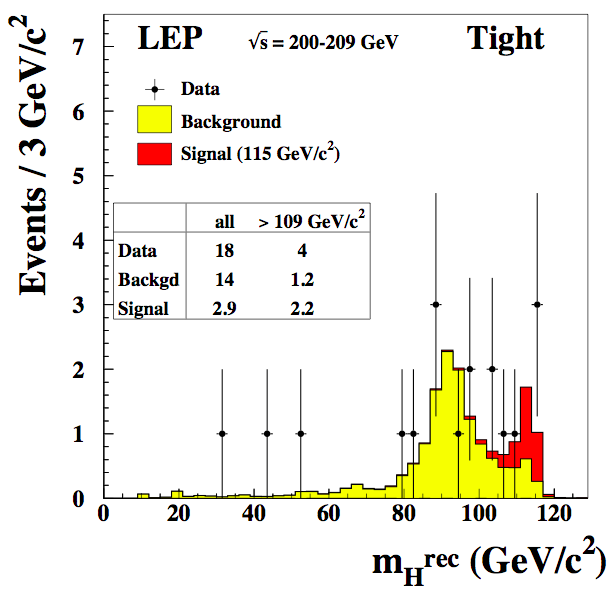 LEP √s = 200-209 GeV Tight
Data
Background
Signal (115 GeV/c²)
all > 109 GeV/c²
Data 18 4
Backgd 14 1.2
Signal 2.9 2.2
Events / 3 GeV/c²
7
6
5
4
3
2
1
0
0 20 40 60 80 100 120
m_H^rec (GeV/c²)